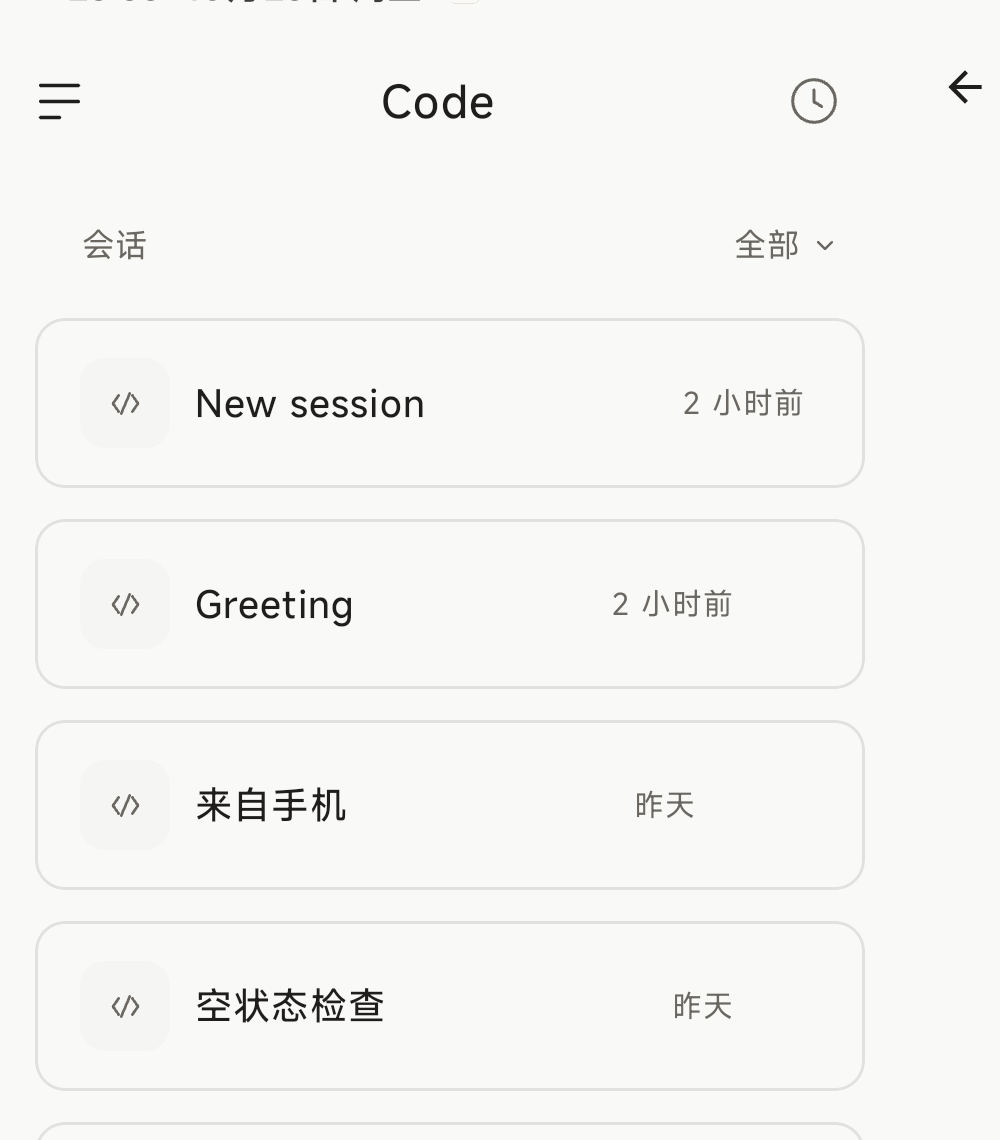 Code
会话 全部
New session 2 小时前
Greeting 2 小时前
来自手机 昨天
空状态检查 昨天